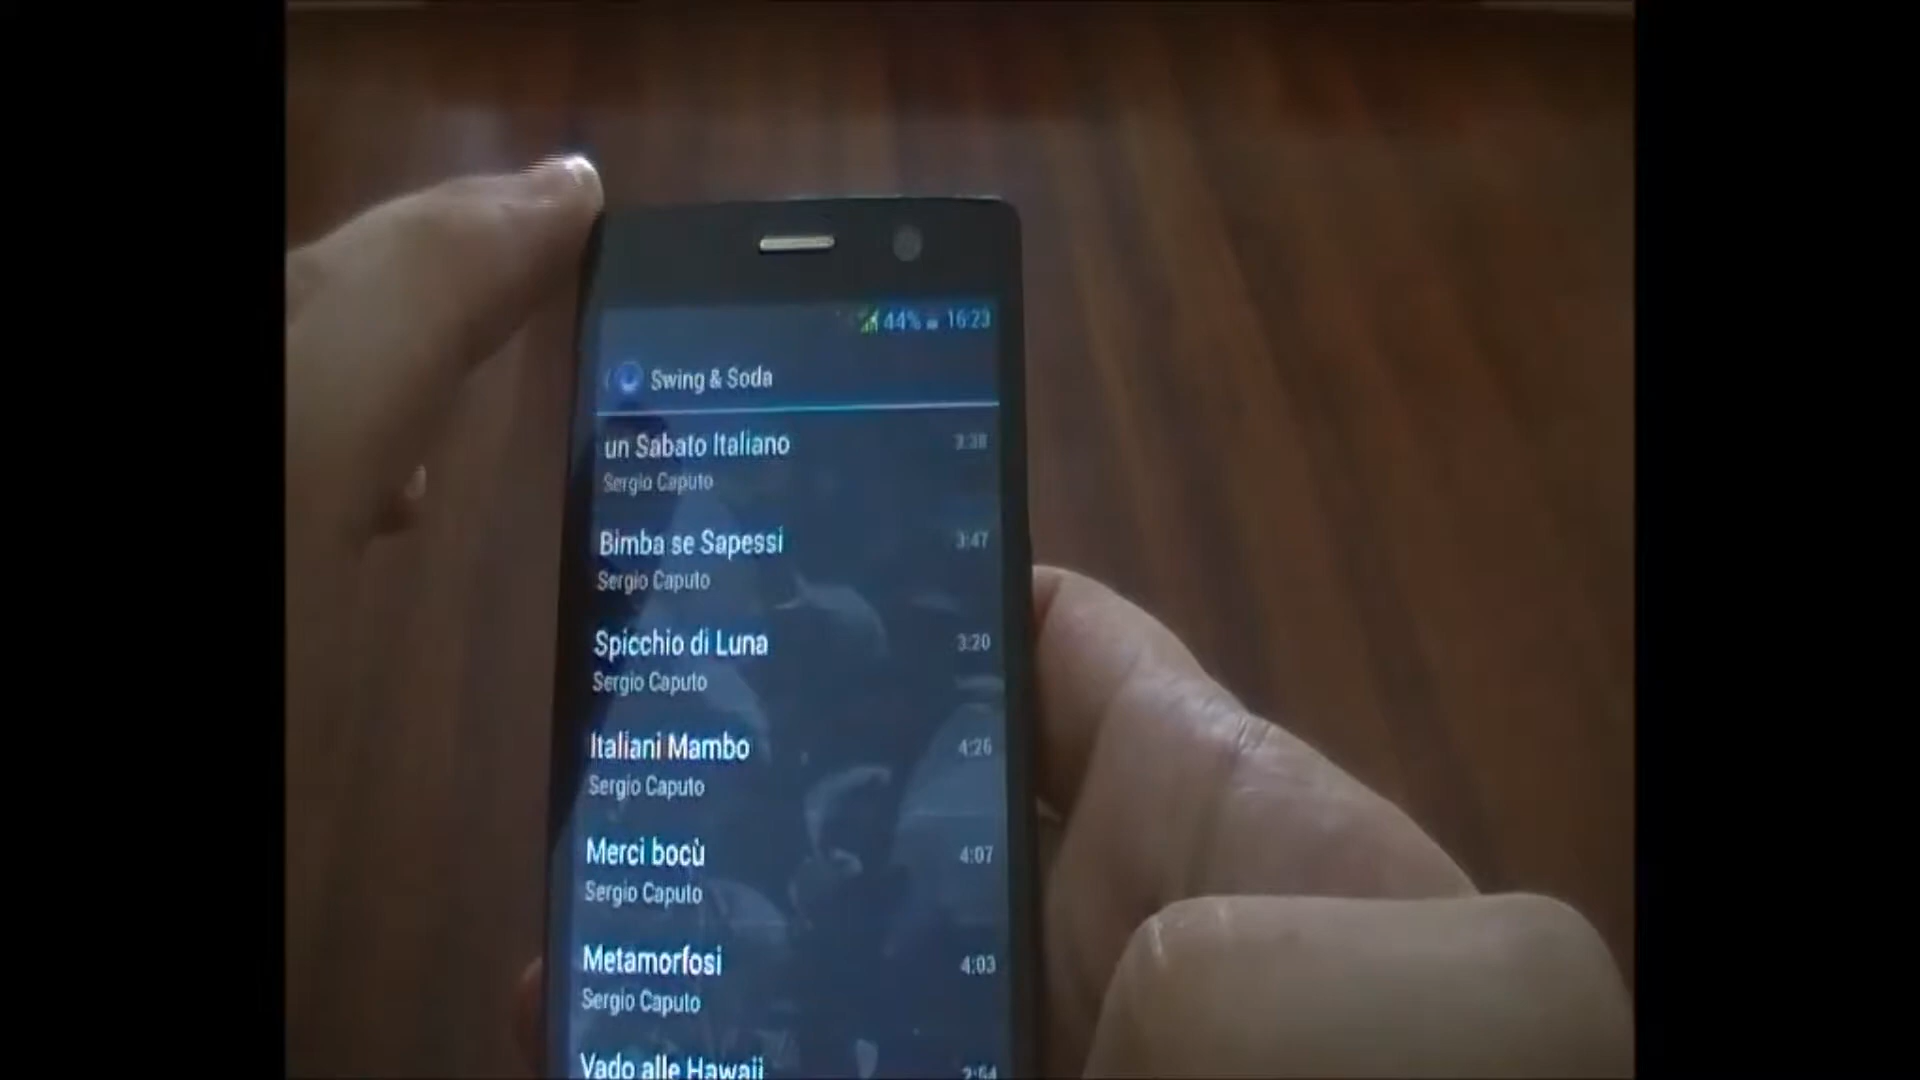 44% 16:23
Swing & Soda
un Sabato Italiano 3:38
Sergio Caputo
Bimba se Sapessi 3:47
Sergio Caputo
Spicchio di Luna 3:20
Sergio Caputo
Italiani Mambo 4:26
Sergio Caputo
Merci bocù 4:07
Sergio Caputo
Metamorfosi 4:03
Sergio Caputo
Vado alle Hawaii 2:54